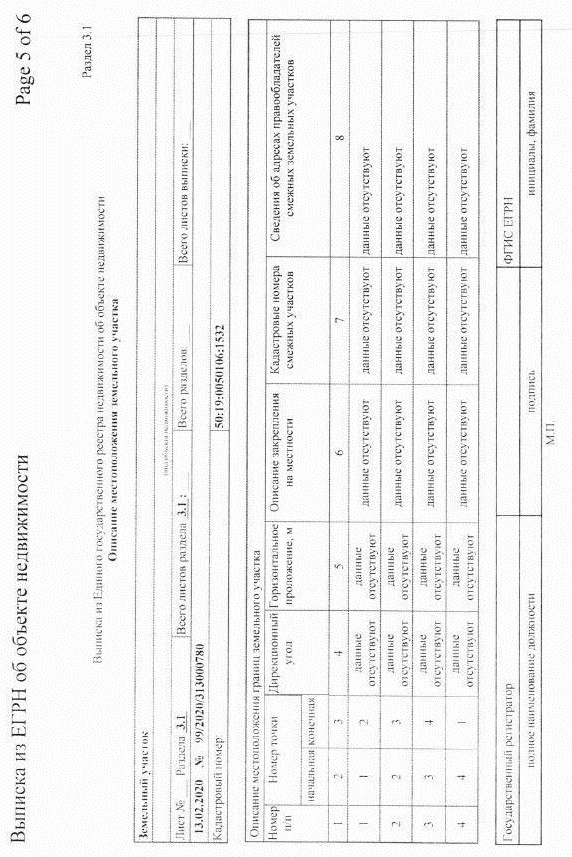 Выписка из ЕГРН об объекте недвижимости Page 5 of 6
Раздел 3.1
Выписка из Единого государственного реестра недвижимости об объекте недвижимости
Описание местоположения земельного участка
Земельный участок
(вид объекта недвижимости)
Лист № ___ Раздела 3.1 Всего листов раздела 3.1 : Всего разделов: Всего листов выписки:
13.02.2020 № 99/2020/313000780
Кадастровый номер: 50:19:0050106:1532
Описание местоположения границ земельного участка
Номер п/п Номер точки Дирекционный угол Горизонтальное проложение, м Описание закрепления на местности Кадастровые номера смежных участков Сведения об адресах правообладателей смежных земельных участков
начальная конечная
1 2 3 4 5 6 7 8
1 1 2 данные отсутствуют данные отсутствуют данные отсутствуют данные отсутствуют данные отсутствуют
2 2 3 данные отсутствуют данные отсутствуют данные отсутствуют данные отсутствуют данные отсутствуют
3 3 4 данные отсутствуют данные отсутствуют данные отсутствуют данные отсутствуют данные отсутствуют
4 4 1 данные отсутствуют данные отсутствуют данные отсутствуют данные отсутствуют данные отсутствуют
Государственный регистратор ФГИС ЕГРН
полное наименование должности подпись инициалы, фамилия
М.П.